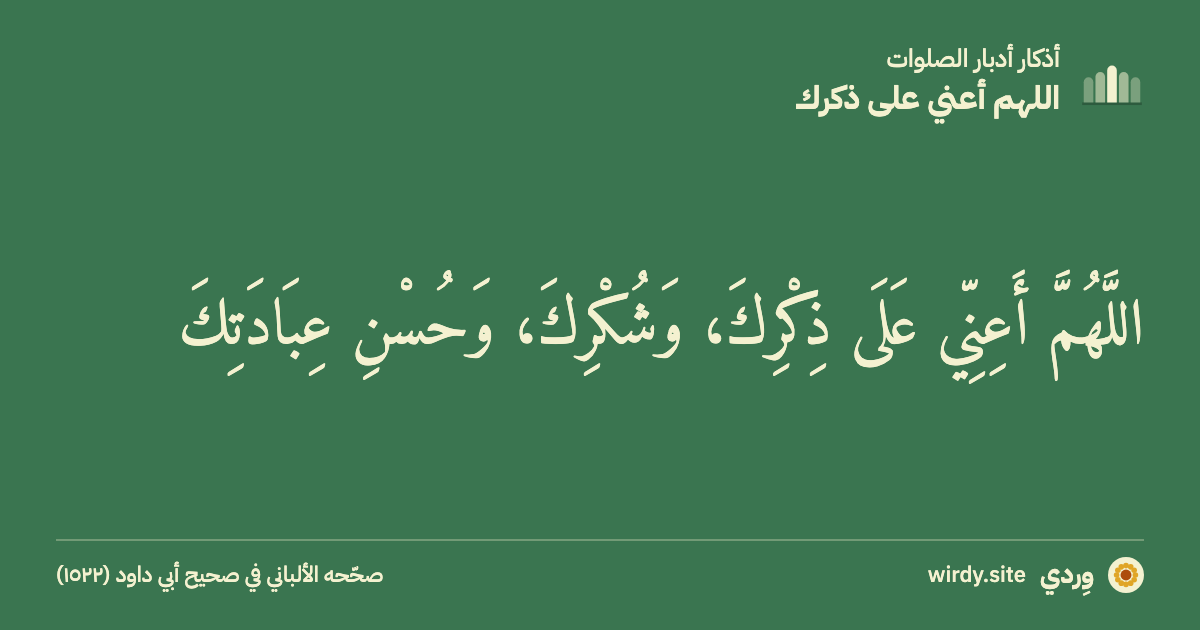 أذكار أدبار الصلوات
اللهم أعني على ذكرك
اللَّهُمَّ أَعِنِّي عَلَى ذِكْرِكَ، وَشُكْرِكَ، وَحُسْنِ عِبَادَتِكَ
وِردي wirdy.site
صحّحه الألباني في صحيح أبي داود (١٥٢٢)